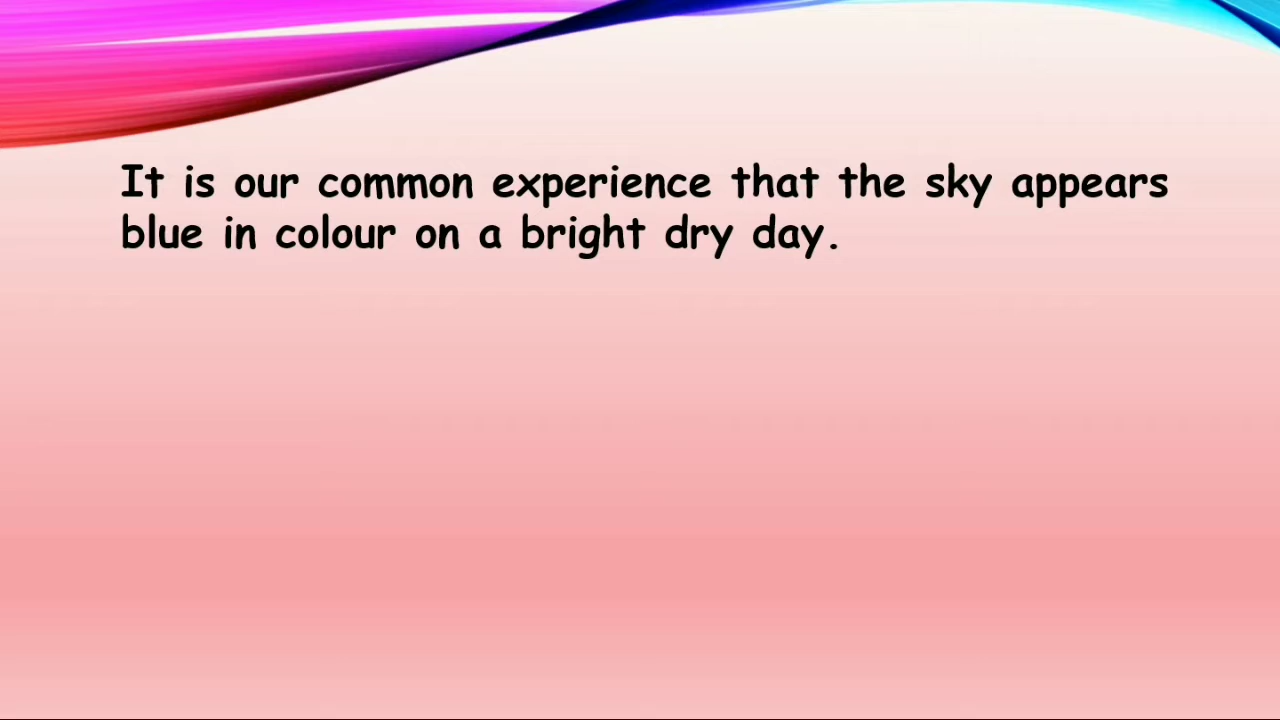 It is our common experience that the sky appears
blue in colour on a bright dry day.